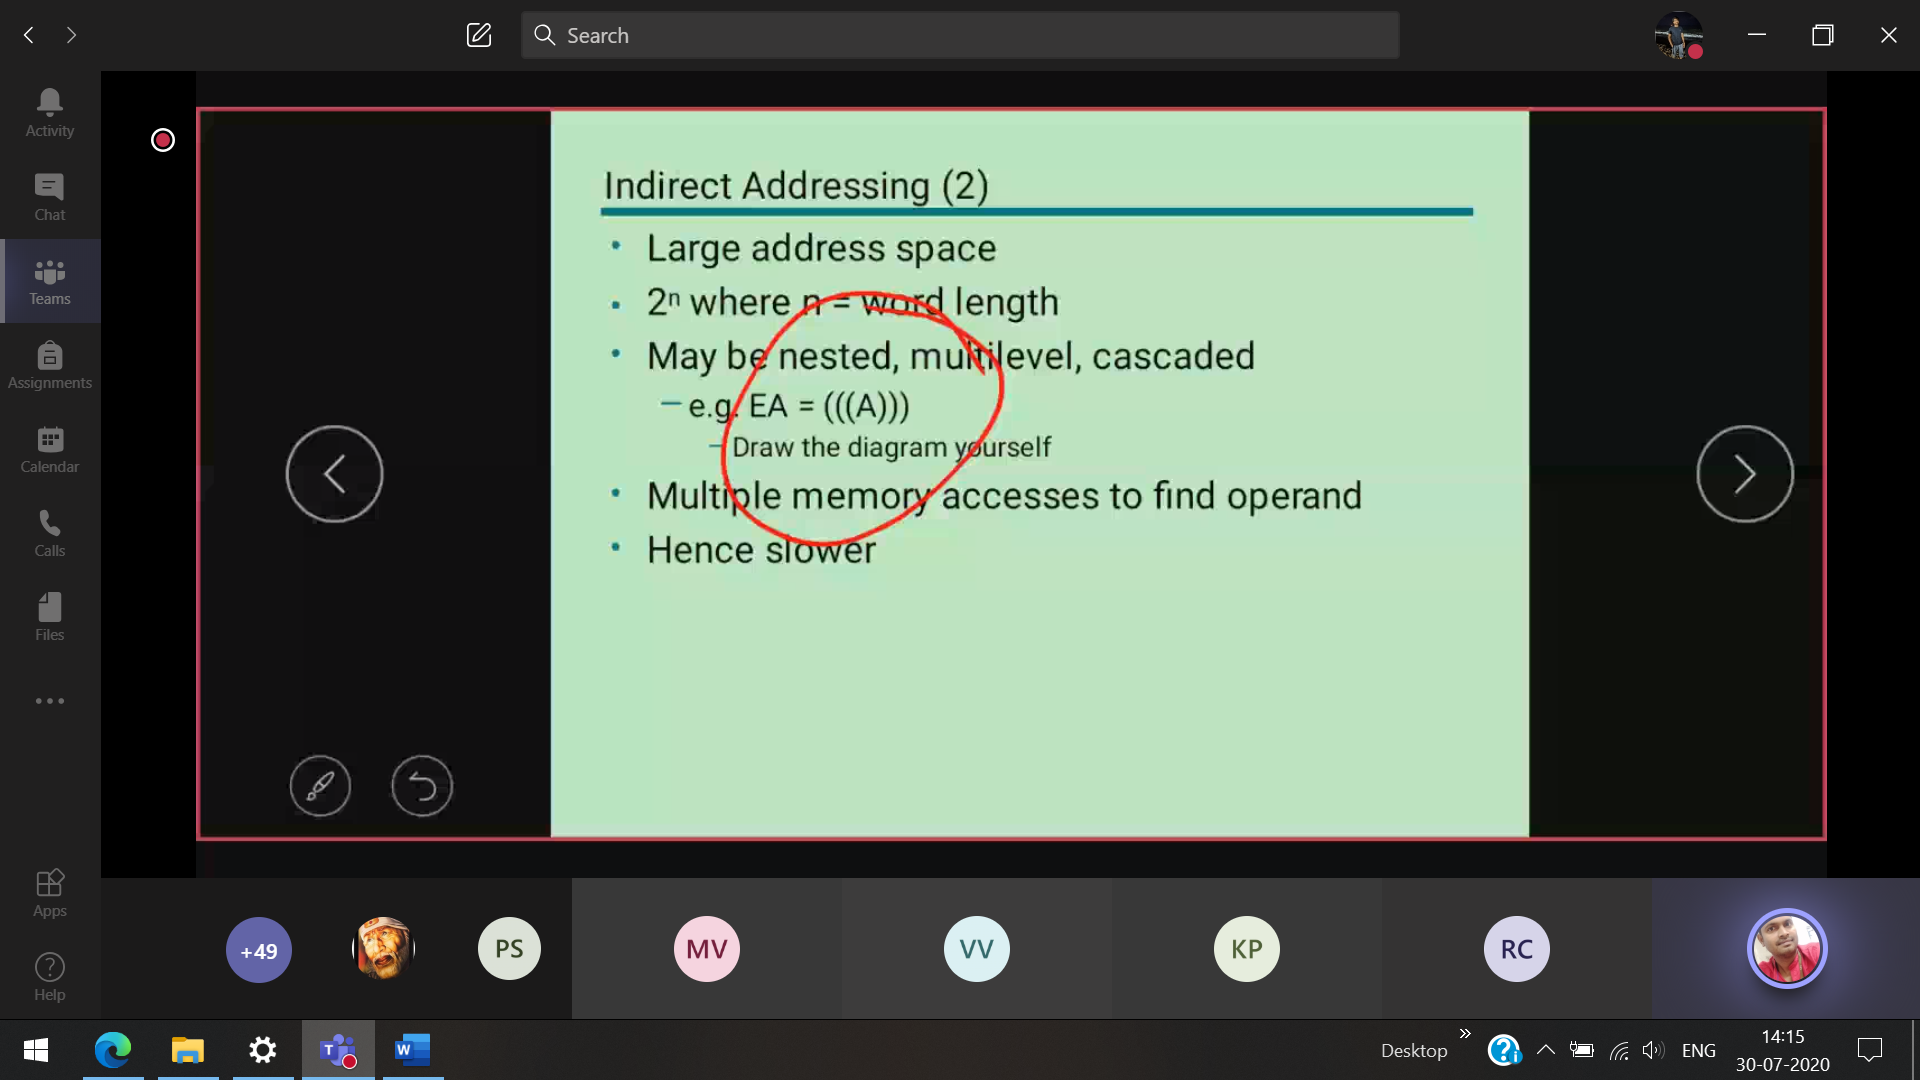 Search
Activity
Chat
Teams
Assignments
Calendar
Calls
Files
Apps
Help
Indirect Addressing (2)
• Large address space
• 2ⁿ where n = word length
• May be nested, multilevel, cascaded
– e.g. EA = (((A)))
– Draw the diagram yourself
• Multiple memory accesses to find operand
• Hence slower
+49
PS
MV
VV
KP
RC
T
W
Desktop
ENG
14:15
30-07-2020